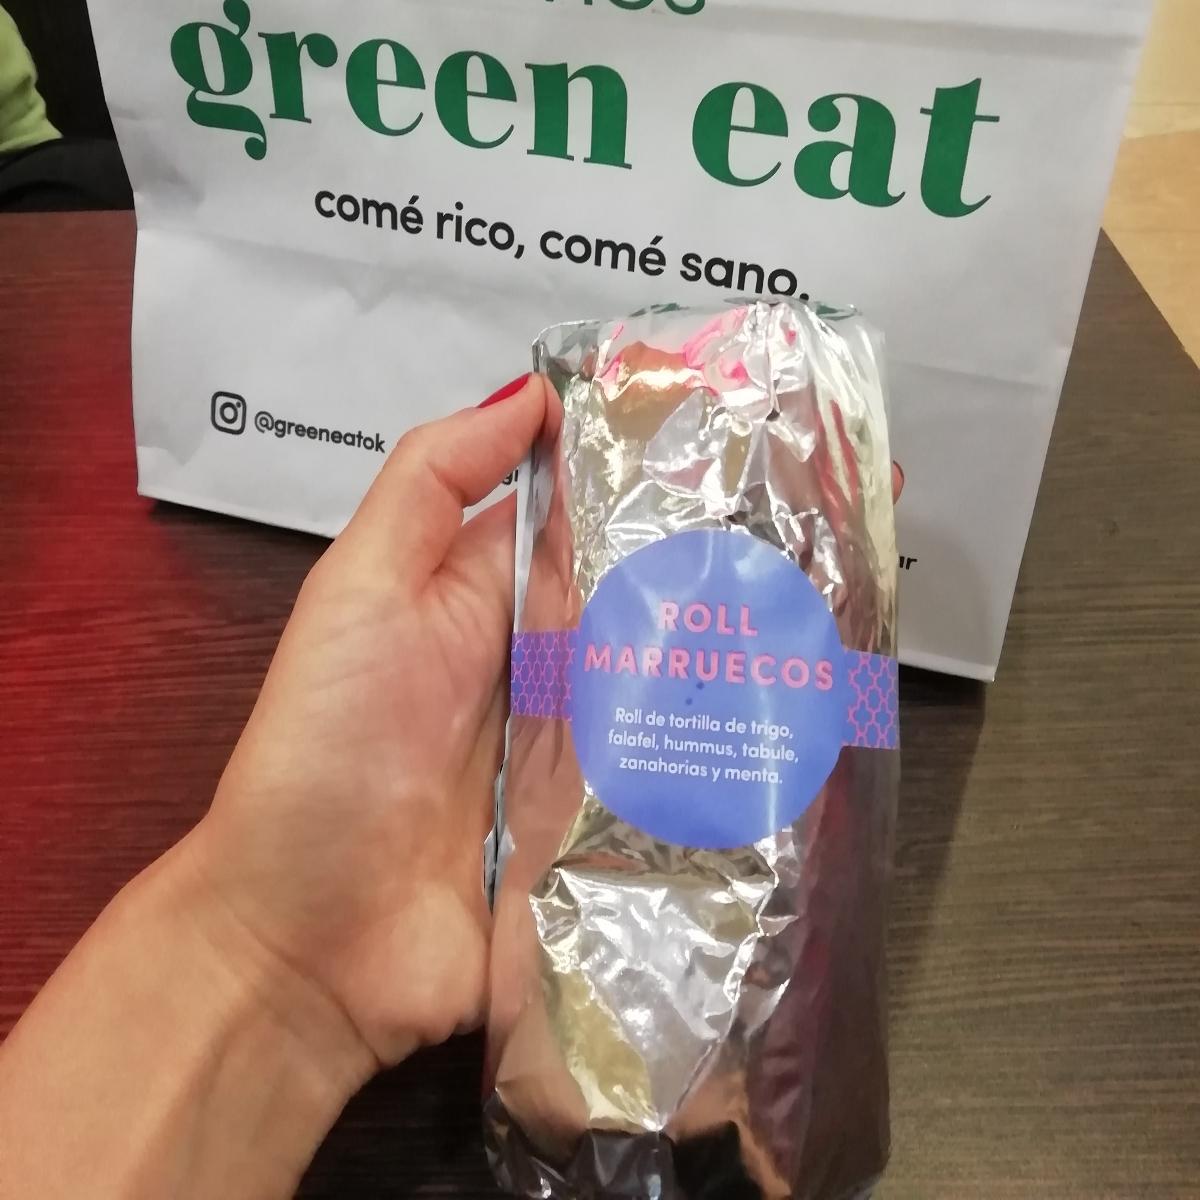 green eat
comé rico, comé sano.
@greeneatok
ROLL
MARRUECOS
Roll de tortilla de trigo,
falafel, hummus, tabule,
zanahorias y menta.